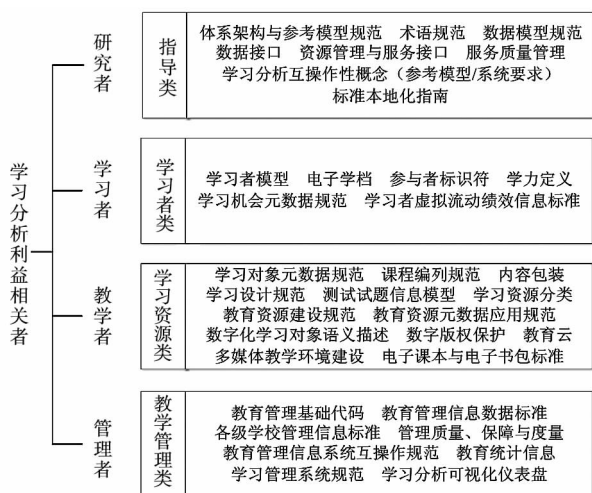 学习分析利益相关者
研究者
指导类
体系架构与参考模型规范 术语规范 数据模型规范
数据接口 资源管理与服务接口 服务质量管理
学习分析互操作性概念（参考模型/系统要求）
标准本地化指南
学习者
学习者类
学习者模型 电子学档 参与者标识符 学力定义
学习机会元数据规范 学习者虚拟流动绩效信息标准
教学者
学习资源类
学习对象元数据规范 课程编列规范 内容包装
学习设计规范 测试试题信息模型 学习资源分类
教育资源建设规范 教育资源元数据应用规范
数字化学习对象语义描述 数字版权保护 教育云
多媒体教学环境建设 电子课本与电子书包标准
管理者
教学管理类
教育管理基础代码 教育管理信息数据标准
各级学校管理信息标准 管理质量、保障与度量
教育管理信息系统互操作规范 教育统计信息
学习管理系统规范 学习分析可视化仪表盘